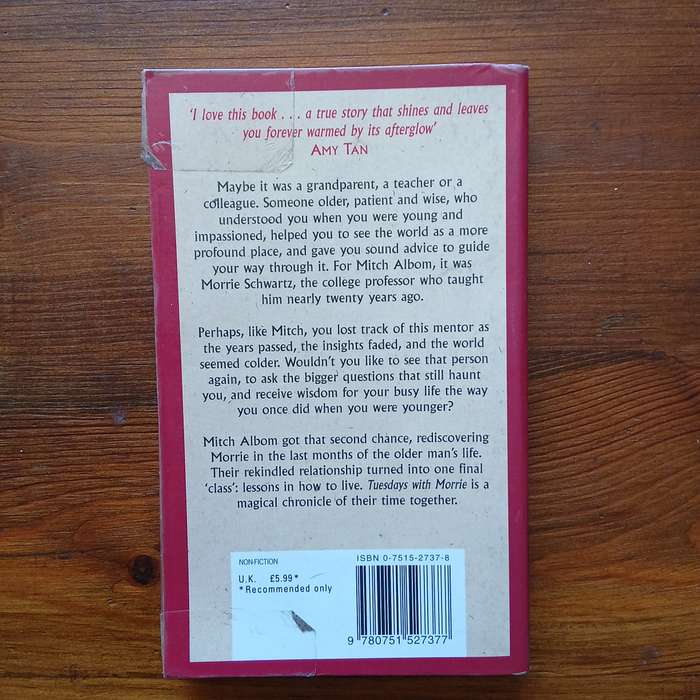 'I love this book . . . a true story that shines and leaves
you forever warmed by its afterglow'
AMY TAN
Maybe it was a grandparent, a teacher or a
colleague. Someone older, patient and wise, who
understood you when you were young and
impassioned, helped you to see the world as a more
profound place, and gave you sound advice to guide
your way through it. For Mitch Albom, it was
Morrie Schwartz, the college professor who taught
him nearly twenty years ago.
Perhaps, like Mitch, you lost track of this mentor as
the years passed, the insights faded, and the world
seemed colder. Wouldn't you like to see that person
again, to ask the bigger questions that still haunt
you, and receive wisdom for your busy life the way
you once did when you were younger?
Mitch Albom got that second chance, rediscovering
Morrie in the last months of the older man's life.
Their rekindled relationship turned into one final
'class': lessons in how to live. Tuesdays with Morrie is a
magical chronicle of their time together.
NON-FICTION
U.K. £5.99*
*Recommended only
ISBN 0-7515-2737-8
9 780751 527377